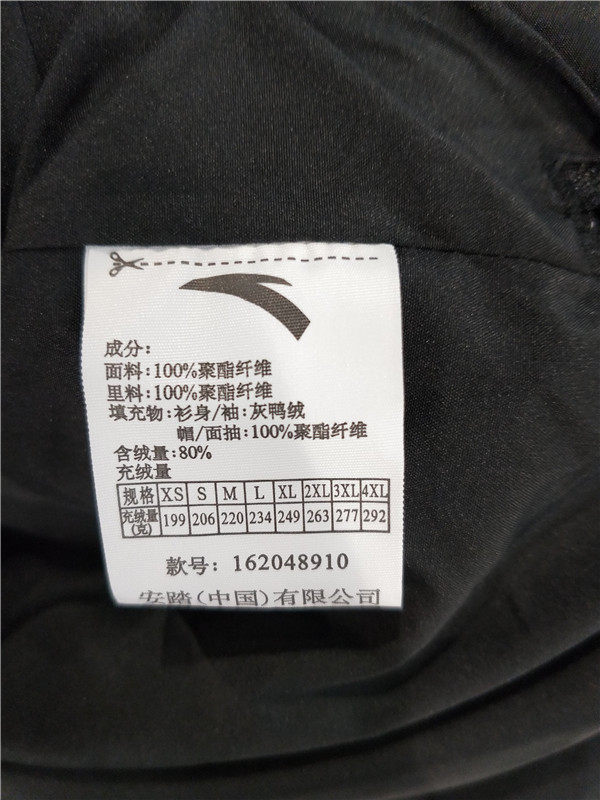 成分:
面料:100%聚酯纤维
里料:100%聚酯纤维
填充物:衫身/袖:灰鸭绒
帽/面抽:100%聚酯纤维
含绒量:80%
充绒量
规格 XS S M L XL 2XL 3XL 4XL
充绒量(克) 199 206 220 234 249 263 277 292
款号: 162048910
安踏(中国)有限公司